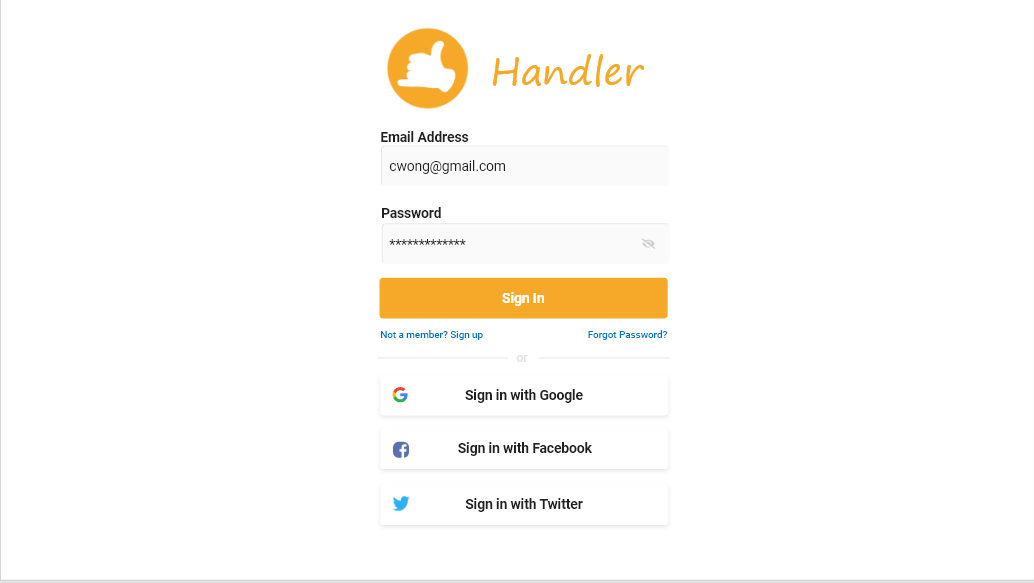 Handler
Email Address
cwong@gmail.com
Password
*************
Sign In
Not a member? Sign up Forgot Password?
or
Sign in with Google
Sign in with Facebook
Sign in with Twitter